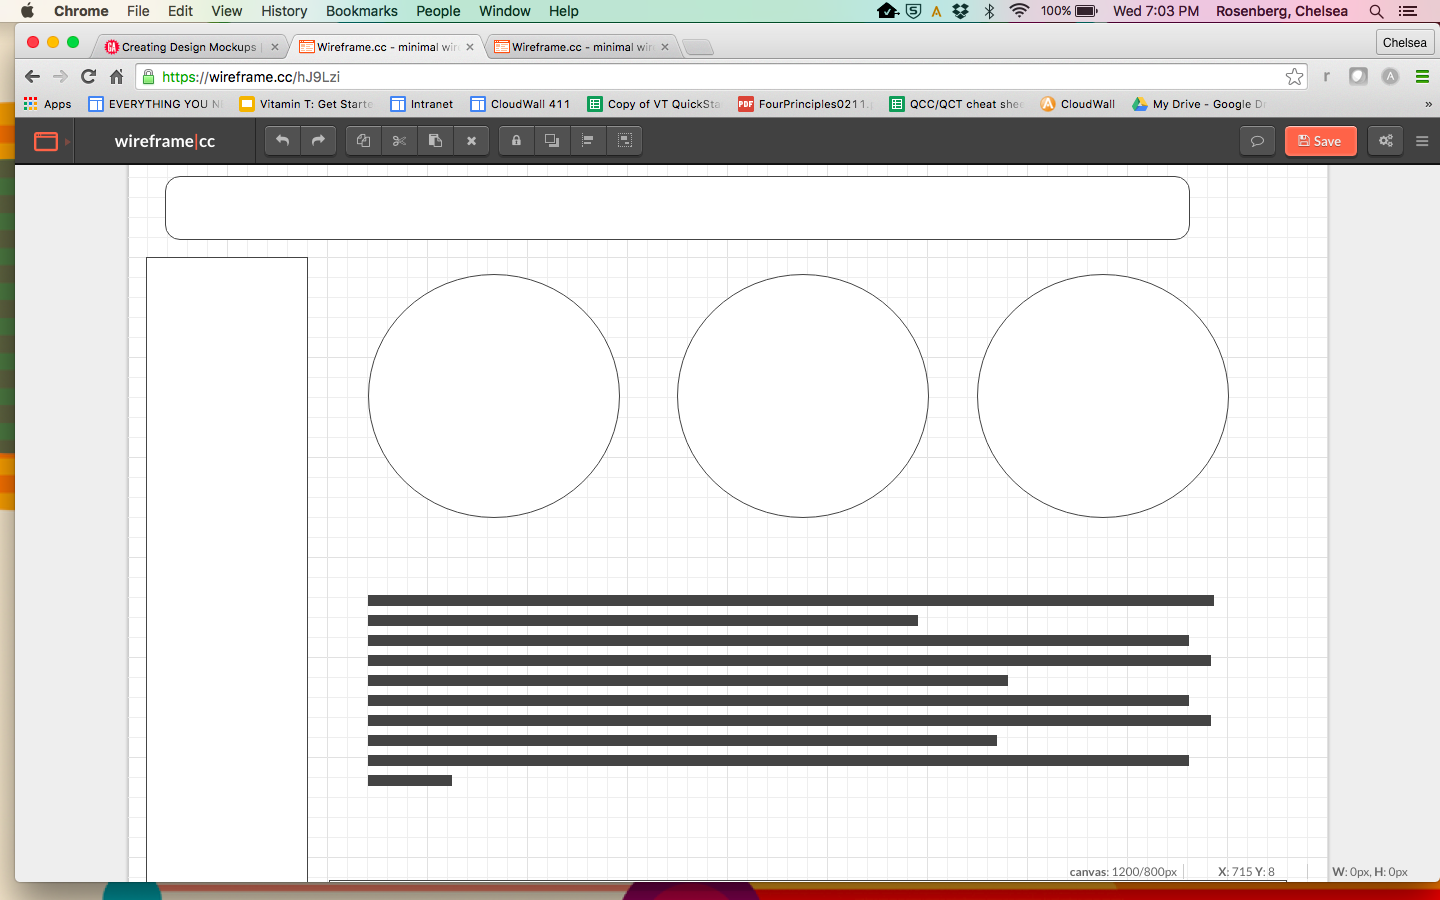 Chrome File Edit View History Bookmarks People Window Help 100% Wed 7:03 PM Rosenberg, Chelsea
Creating Design Mockups Wireframe.cc - minimal Wireframe.cc - minimal Chelsea
https://wireframe.cc/hJ9Lzi
Apps EVERYTHING YOU Vitamin T: Get Starte Intranet CloudWall 411 Copy of VT QuickSta FourPrinciples0211. QCC/QCT cheat shee CloudWall My Drive - Google D »
wireframe|cc Save
canvas: 1200/800px X: 715 Y: 8 W: 0px, H: 0px